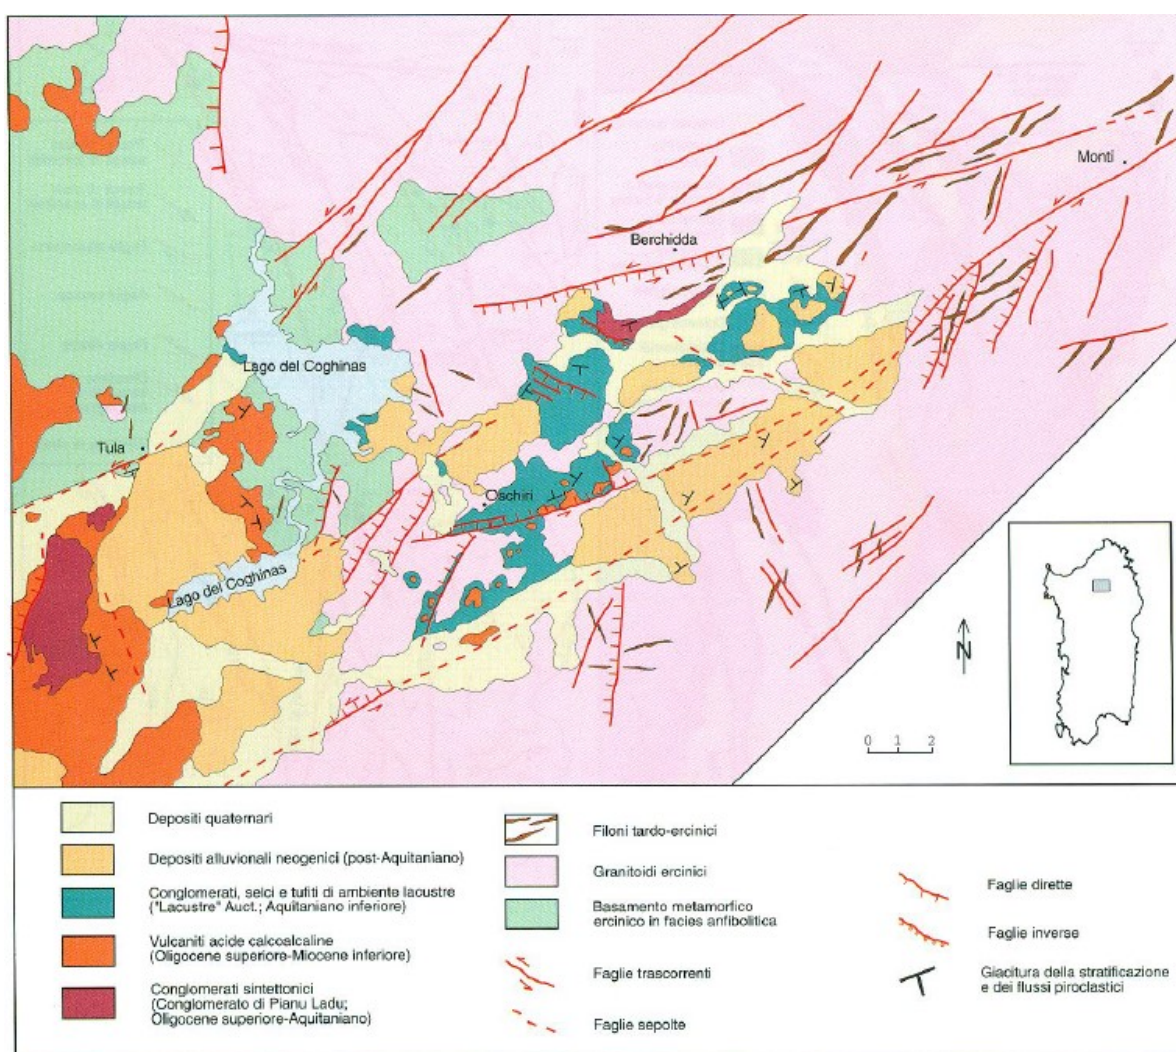 Monti
Berchidda
Lago del Coghinas
Tula
Oschiri
Lago del Coghinas
N
0 1 2
Depositi quaternari
Depositi alluvionali neogenici (post-Aquitaniano)
Conglomerati, selci e tufiti di ambiente lacustre
("Lacustre" Auct.; Aquitaniano inferiore)
Vulcaniti acide calcoalcaline
(Oligocene superiore-Miocene inferiore)
Conglomerati sintettonici
(Conglomerato di Pianu Ladu;
Oligocene superiore-Aquitaniano)
Filoni tardo-ercinici
Granitoidi ercinici
Basamento metamorfico
ercinico in facies anfibolitica
Faglie trascorrenti
Faglie sepolte
Faglie dirette
Faglie inverse
Giacitura della stratificazione
e dei flussi piroclastici